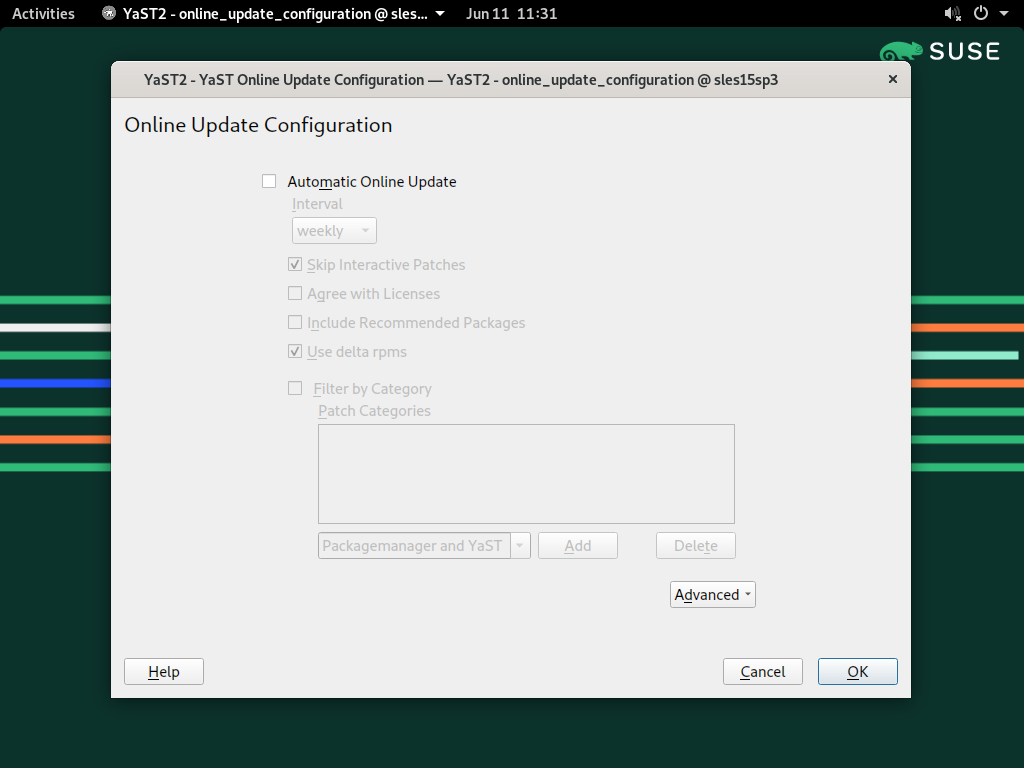 Activities YaST2 - online_update_configuration @ sles... Jun 11 11:31
SUSE
YaST2 - YaST Online Update Configuration — YaST2 - online_update_configuration @ sles15sp3
Online Update Configuration
Automatic Online Update
Interval
weekly
Skip Interactive Patches
Agree with Licenses
Include Recommended Packages
Use delta rpms
Filter by Category
Patch Categories
Packagemanager and YaST Add Delete
Advanced
Help Cancel OK